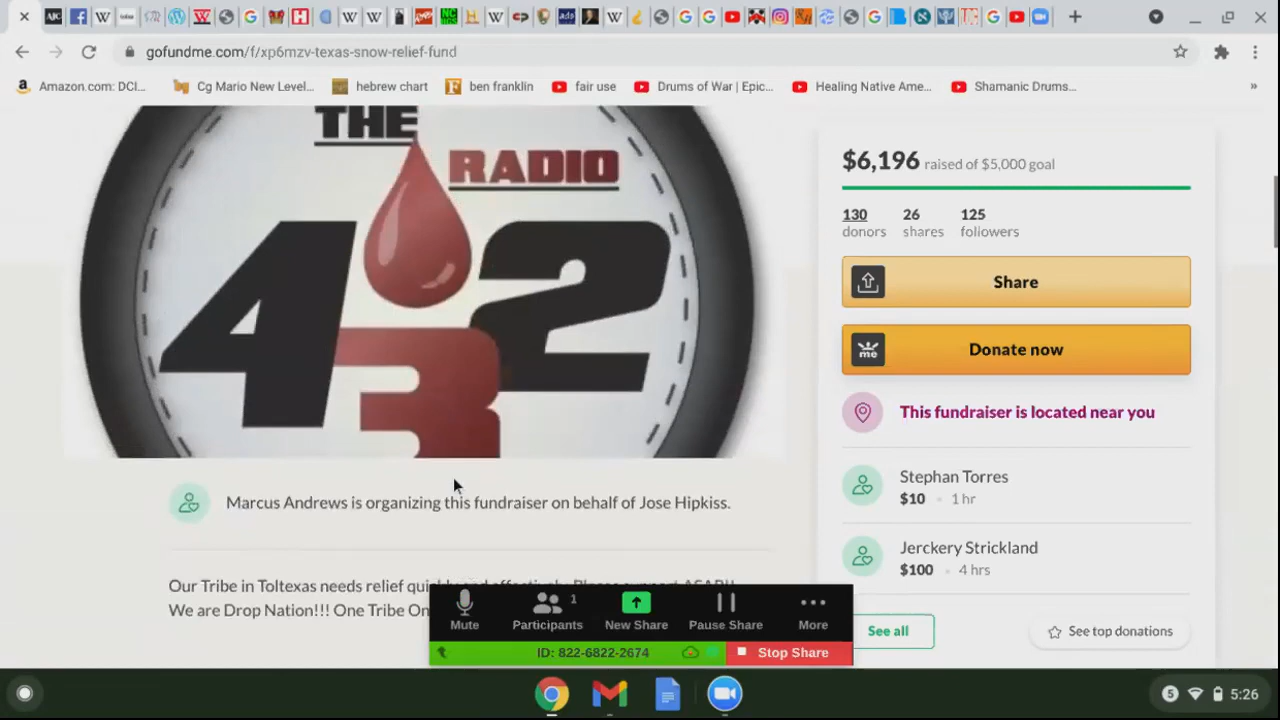 gofundme.com/f/xp6mzv-texas-snow-relief-fund
Amazon.com: DCI...
Cg Mario New Level...
hebrew chart
ben franklin
fair use
Drums of War | Epic...
Healing Native Ame...
Shamanic Drums...
»
THE
RADIO
432
$6,196 raised of $5,000 goal
130 donors
26 shares
125 followers
Share
me
Donate now
This fundraiser is located near you
Stephan Torres
$10 • 1 hr
Jerckery Strickland
$100 • 4 hrs
See all
See top donations
Marcus Andrews is organizing this fundraiser on behalf of Jose Hipkiss.
Our Tribe in Toltexas needs relief
We are Drop Nation!!! One Tribe
Mute
Participants 1
New Share
Pause Share
More
ID: 822-6822-2674
Stop Share
5
5:26